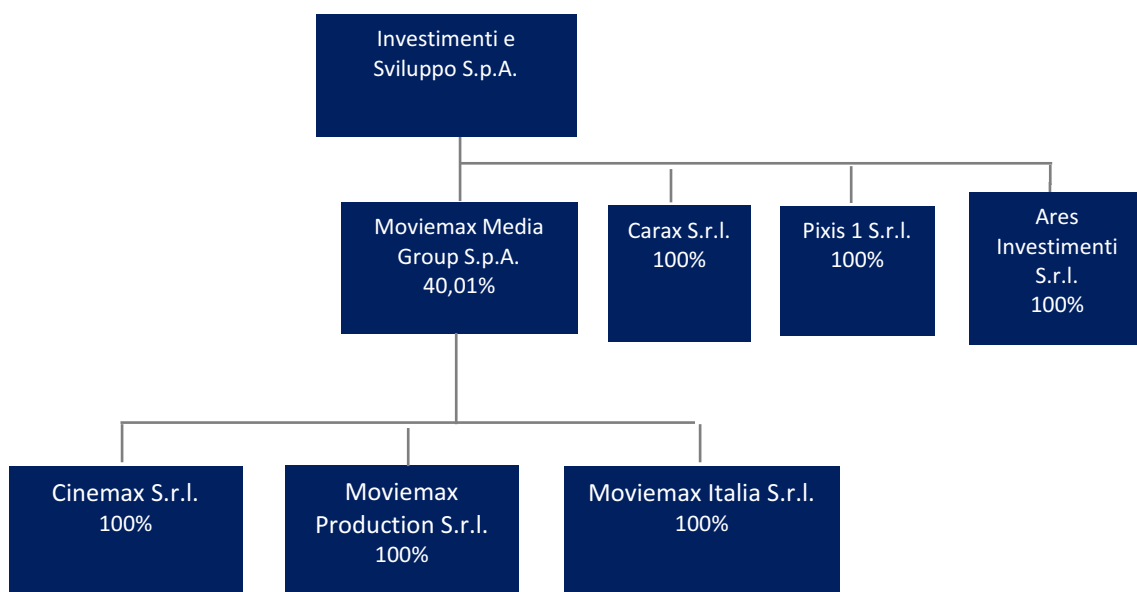 Investimenti e
Sviluppo S.p.A.
Moviemax Media
Group S.p.A.
40,01%
Carax S.r.l.
100%
Pixis 1 S.r.l.
100%
Ares
Investimenti
S.r.l.
100%
Cinemax S.r.l.
100%
Moviemax
Production S.r.l.
100%
Moviemax Italia S.r.l.
100%